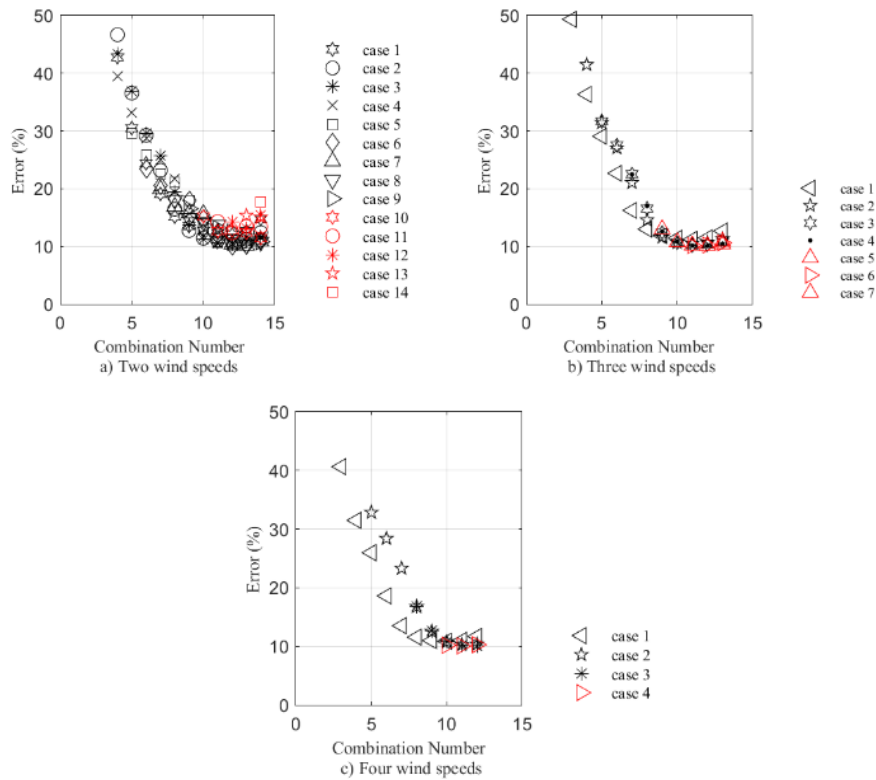 50
40
30
20
10
0
0
5
10
15
Error (%)
Combination Number
a) Two wind speeds
case 1
case 2
case 3
case 4
case 5
case 6
case 7
case 8
case 9
case 10
case 11
case 12
case 13
case 14
50
40
30
20
10
0
0
5
10
15
Error (%)
Combination Number
b) Three wind speeds
case 1
case 2
case 3
case 4
case 5
case 6
case 7
50
40
30
20
10
0
0
5
10
15
Error (%)
Combination Number
c) Four wind speeds
case 1
case 2
case 3
case 4